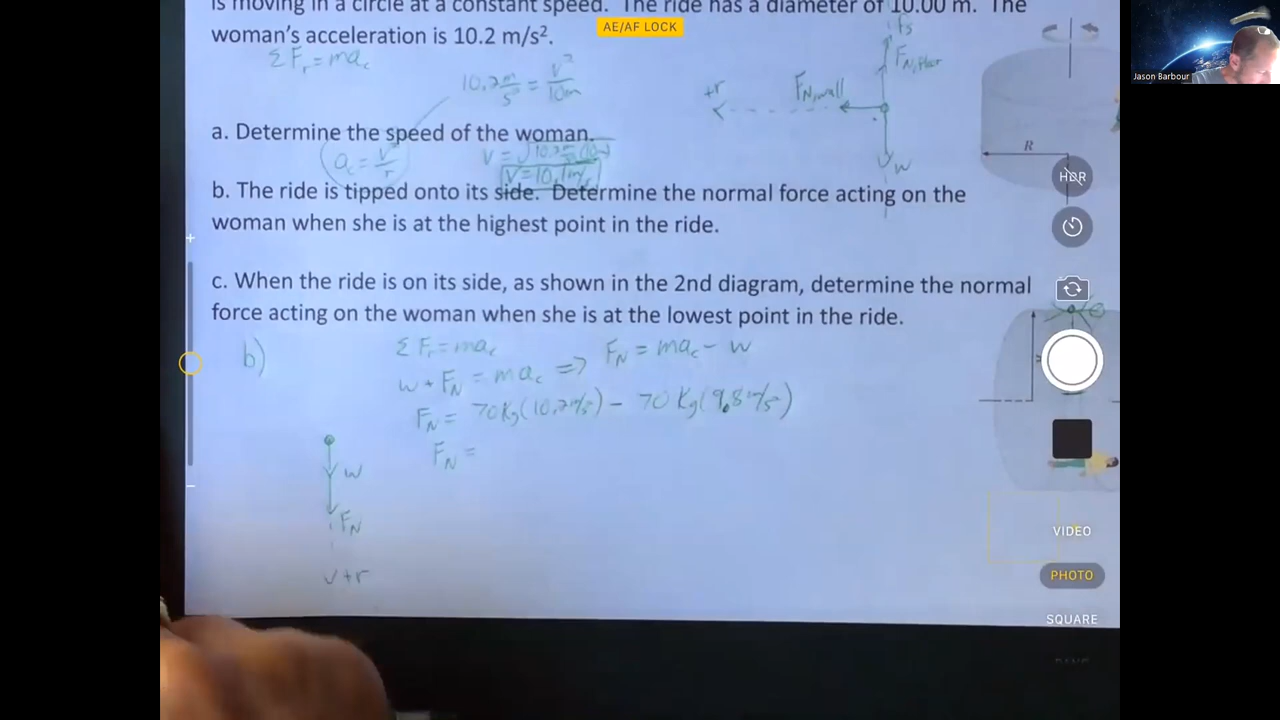 is moving in a circle at a constant speed. The ride has a diameter of 10.00 m. The
woman's acceleration is 10.2 m/s².
AE/AF LOCK
Jason Barbour
Σ Fr = mac
10.2 m/s² = v²/10m
fs
FN, floor
FN, wall
+r
w
R
a. Determine the speed of the woman.
ac = v²/r
v = √10.2 m/s² (10m)
v = 10.1 m/s
HDR
b. The ride is tipped onto its side. Determine the normal force acting on the
woman when she is at the highest point in the ride.
c. When the ride is on its side, as shown in the 2nd diagram, determine the normal
force acting on the woman when she is at the lowest point in the ride.
b)
Σ Fr = mac
w + FN = mac => FN = mac - w
FN = 70 Kg (10.2 m/s²) - 70 Kg (9.8 m/s²)
FN =
w
FN
+r
VIDEO
PHOTO
SQUARE